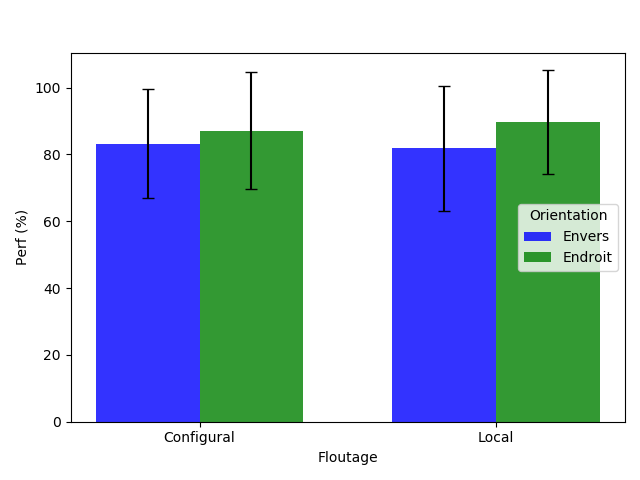 100
80
60
40
20
0
Perf (%)
Orientation
Envers
Endroit
Configural
Local
Floutage